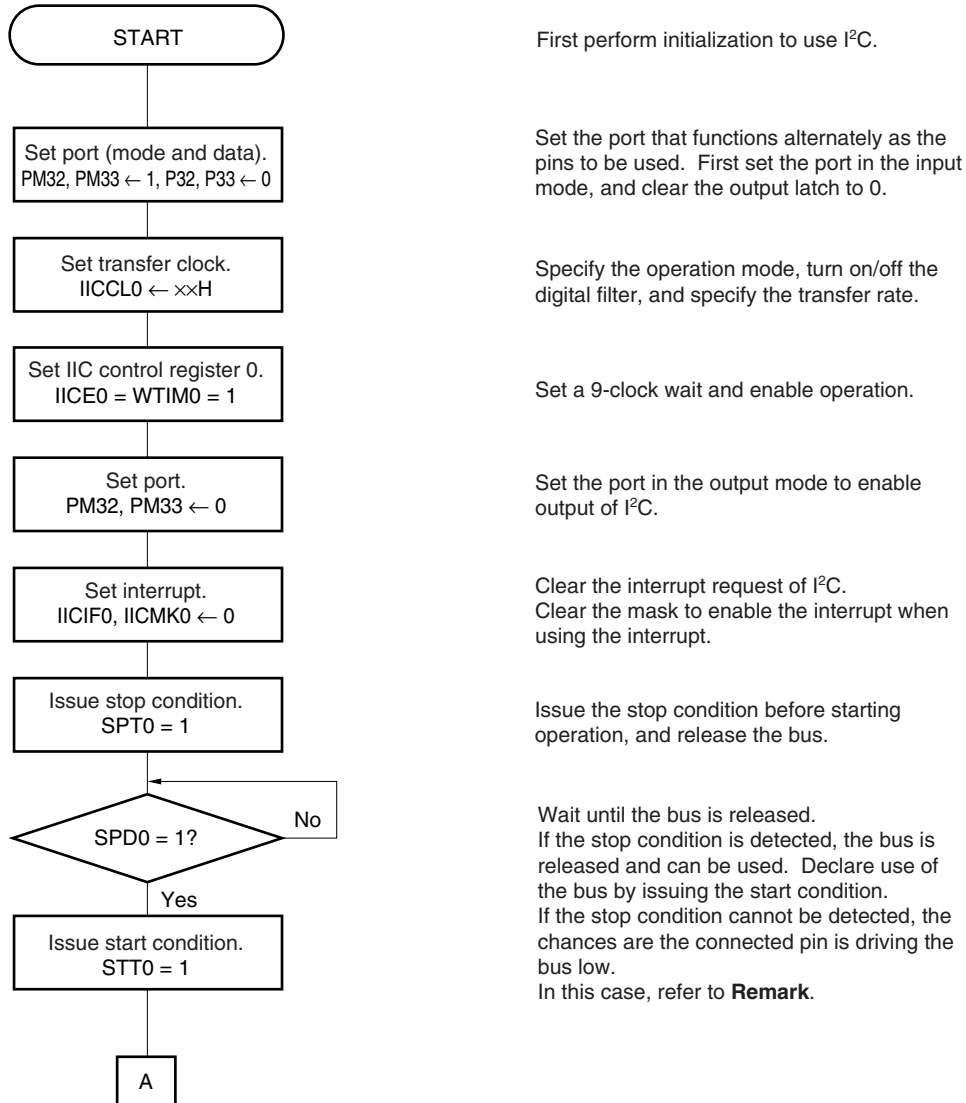 START
First perform initialization to use I²C.
Set port (mode and data).
PM32, PM33 ← 1, P32, P33 ← 0
Set the port that functions alternately as the
pins to be used. First set the port in the input
mode, and clear the output latch to 0.
Set transfer clock.
IICCL0 ← ××H
Specify the operation mode, turn on/off the
digital filter, and specify the transfer rate.
Set IIC control register 0.
IICE0 = WTIM0 = 1
Set a 9-clock wait and enable operation.
Set port.
PM32, PM33 ← 0
Set the port in the output mode to enable
output of I²C.
Set interrupt.
IICIF0, IICMK0 ← 0
Clear the interrupt request of I²C.
Clear the mask to enable the interrupt when
using the interrupt.
Issue stop condition.
SPT0 = 1
Issue the stop condition before starting
operation, and release the bus.
SPD0 = 1?
No
Yes
Wait until the bus is released.
If the stop condition is detected, the bus is
released and can be used. Declare use of
the bus by issuing the start condition.
If the stop condition cannot be detected, the
chances are the connected pin is driving the
bus low.
In this case, refer to Remark.
Issue start condition.
STT0 = 1
A